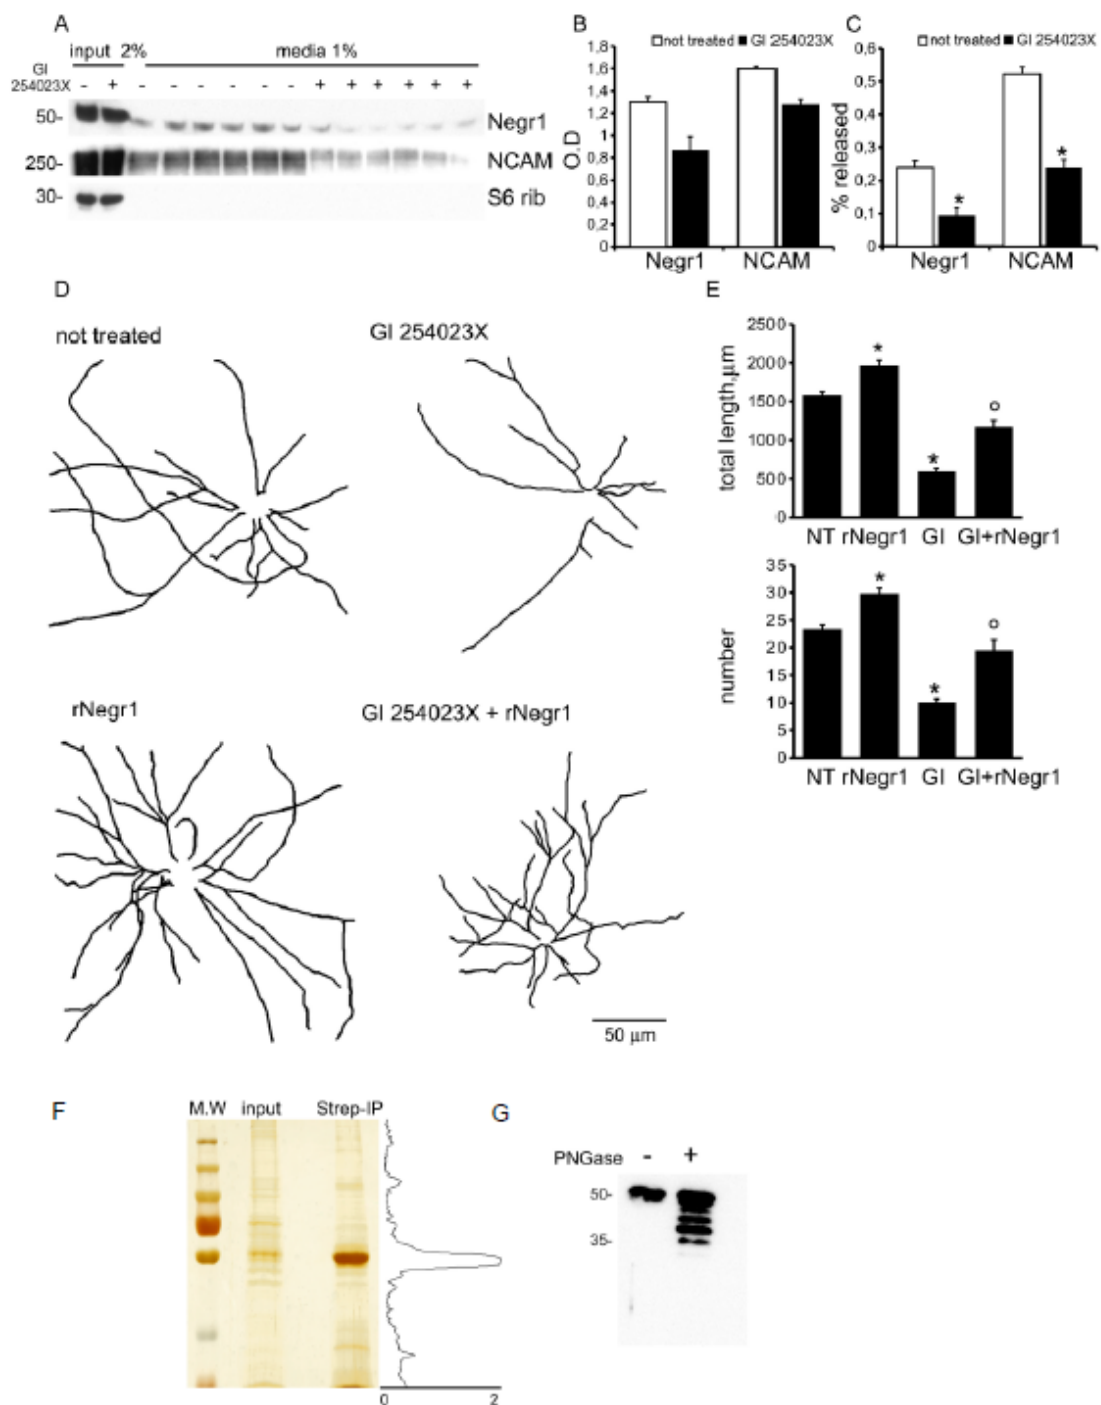 A
input 2% media 1%
GI
254023X - + - - - - - - + + + + + +
50- Negr1
250- NCAM
30- S6 rib
B
not treated GI 254023X
1,8
1,6
1,4
1,2
1
0,8
0,6
0,4
0,2
0
O.D
Negr1 NCAM
C
not treated GI 254023X
0,6
0,5
0,4
0,3
0,2
0,1
0
% released
* *
Negr1 NCAM
D
not treated GI 254023X
rNegr1 GI 254023X + rNegr1
50 µm
E
2500
2000
1500
1000
500
0
total length,µm
* * o
NT rNegr1 GI GI+rNegr1
35
30
25
20
15
10
5
0
number
* * o
NT rNegr1 GI GI+rNegr1
F
M.W input Strep-IP
0 2
G
PNGase - +
50-
35-